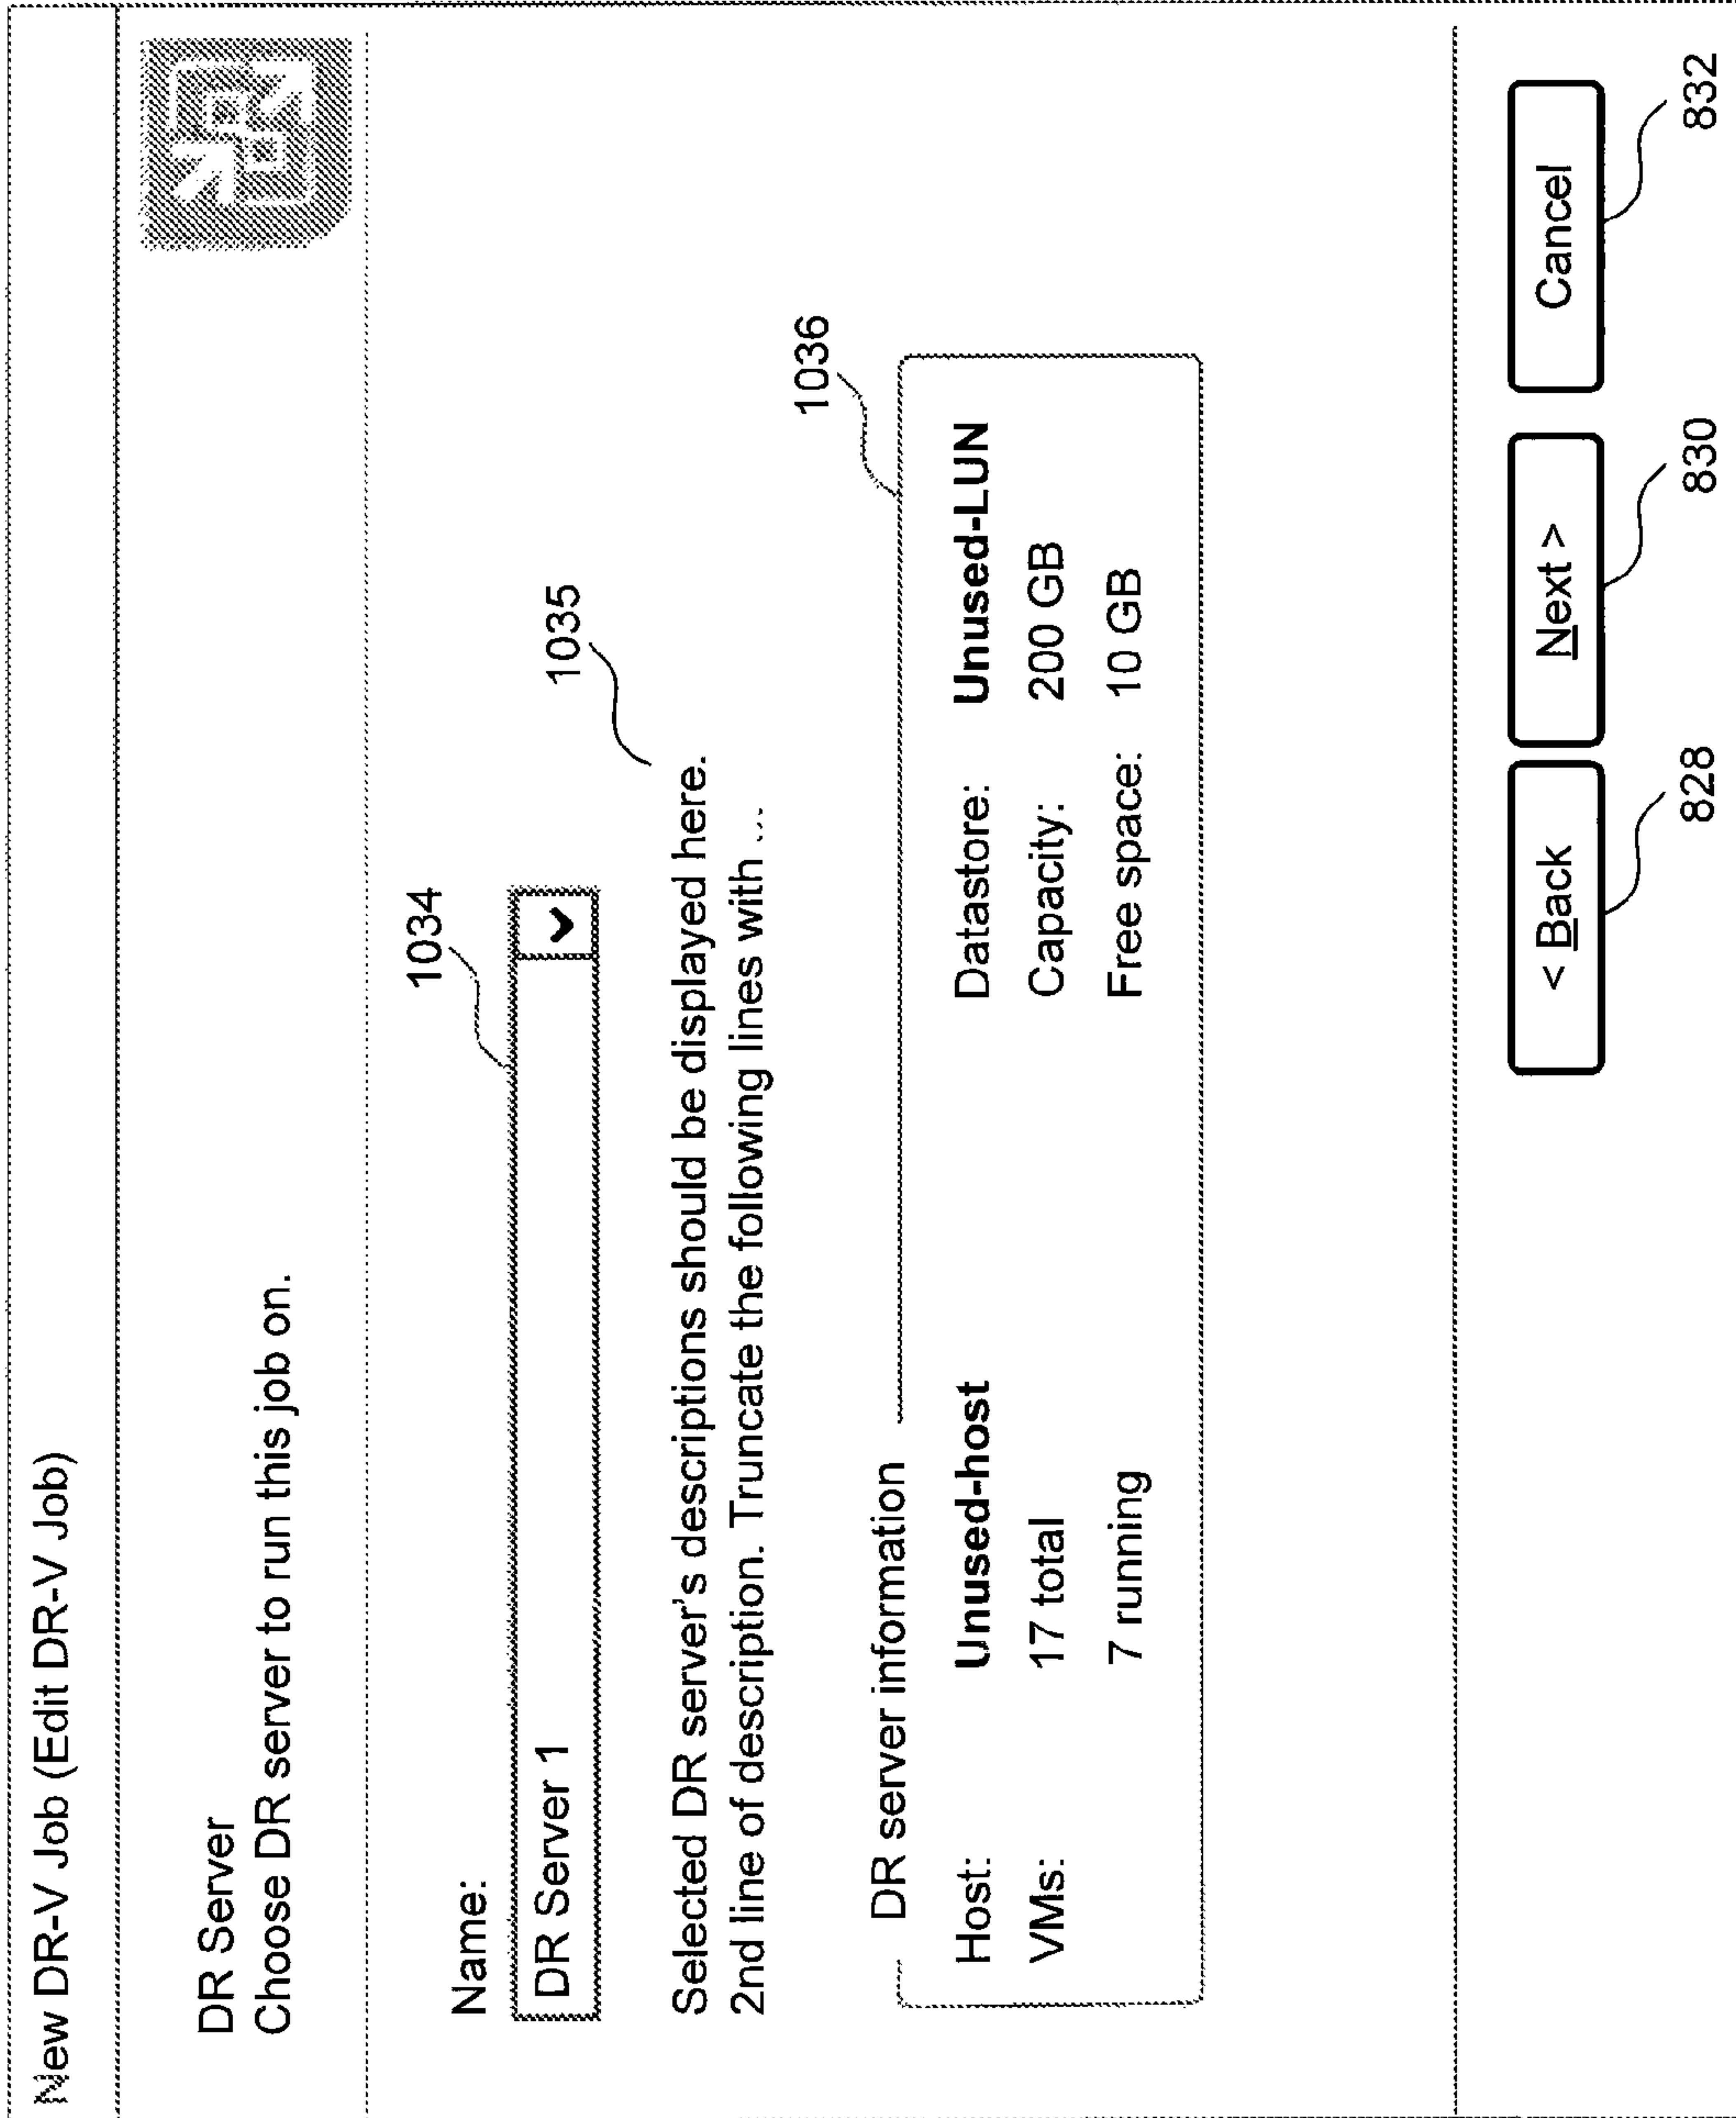 New DR-V Job (Edit DR-V Job)
DR Server
Choose DR server to run this job on.
Name:
1034
DR Server 1
1035
Selected DR server's descriptions should be displayed here.
2nd line of description. Truncate the following lines with ...
1036
DR server information
Host: Unused-host Datastore: Unused-LUN
VMs: 17 total Capacity: 200 GB
7 running Free space: 10 GB
< Back Next > Cancel
828 830 832